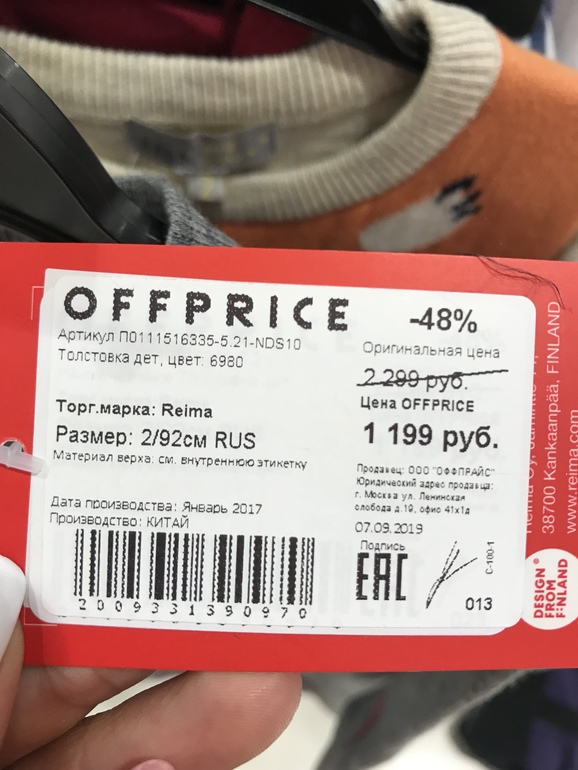 OFFPRICE
Артикул П0111516335-5.21-NDS10
Толстовка дет, цвет: 6980
Торг.марка: Reima
Размер: 2/92см RUS
Материал верха: см. внутреннюю этикетку
Дата производства: Январь 2017
Производство: КИТАЙ
2009331390970
-48%
Оригинальная цена
2 299 руб.
Цена OFFPRICE
1 199 руб.
Продавец: ООО "ОФФПРАЙС"
Юридический адрес продавца:
г. Москва ул. Ленинская
слобода д.19, офис 41х1д
07.09.2019
Подпись
EAC
C-100-1
013
38700 Kankaanpää, FINLAND
www.reima.com
DESIGN
FROM
FINLAND